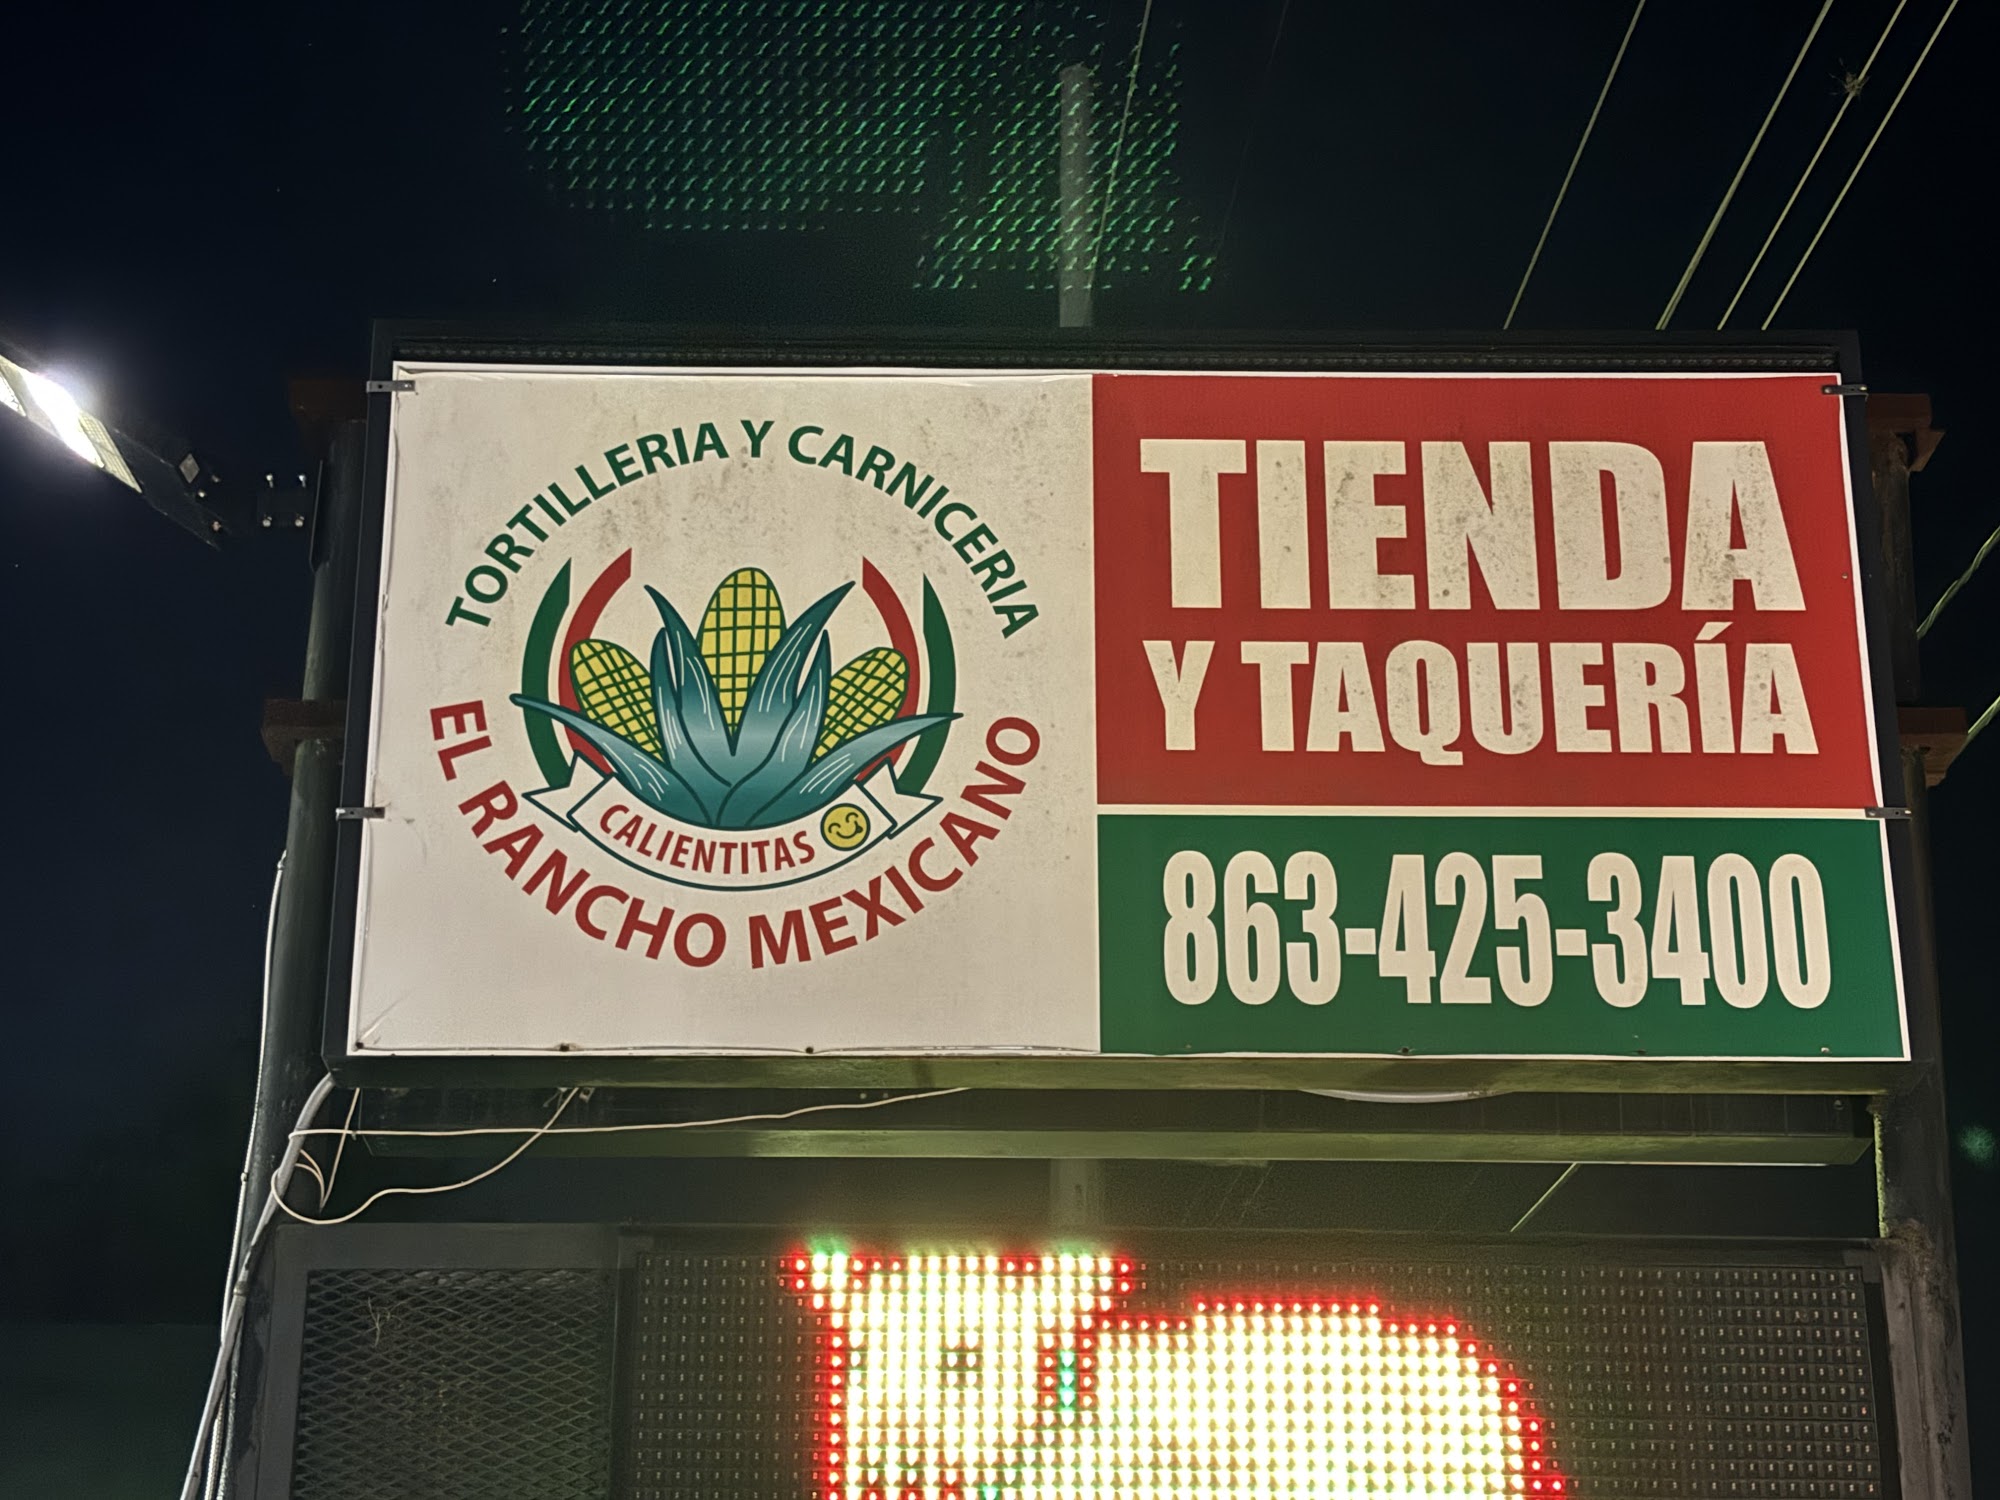 TORTILLERIA Y CARNICERIA
CALIENTITAS
EL RANCHO MEXICANO
TIENDA
Y TAQUERÍA
863-425-3400